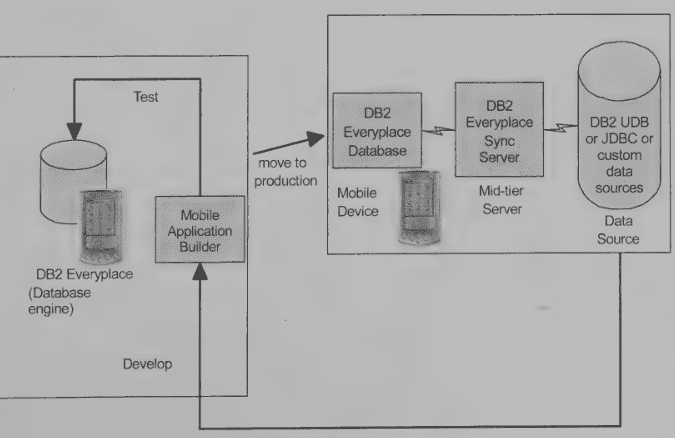 Test
DB2 Everyplace
(Database
engine)
Mobile
Application
Builder
Develop
move to
production
DB2
Everyplace
Database
Mobile
Device
DB2
Everyplace
Sync
Server
Mid-tier
Server
DB2 UDB
or JDBC or
custom
data
sources
Data
Source